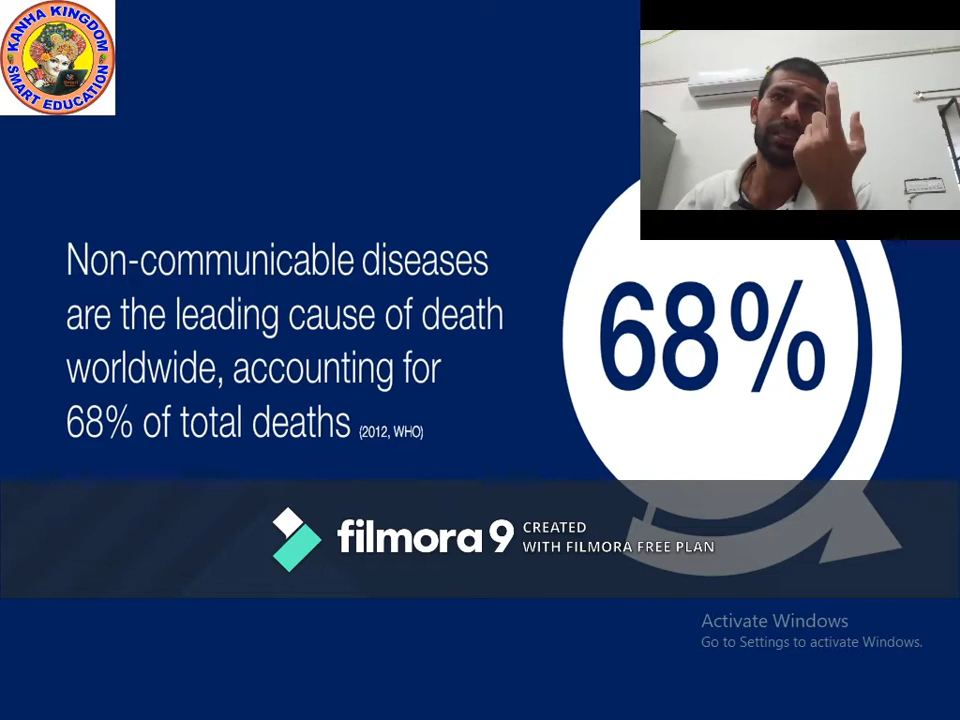 KANHA KINGDOM
SMART EDUCATION
Non-communicable diseases
are the leading cause of death
worldwide, accounting for
68% of total deaths (2012, WHO)
68%
filmora 9
CREATED
WITH FILMORA FREE PLAN
Activate Windows
Go to Settings to activate Windows.